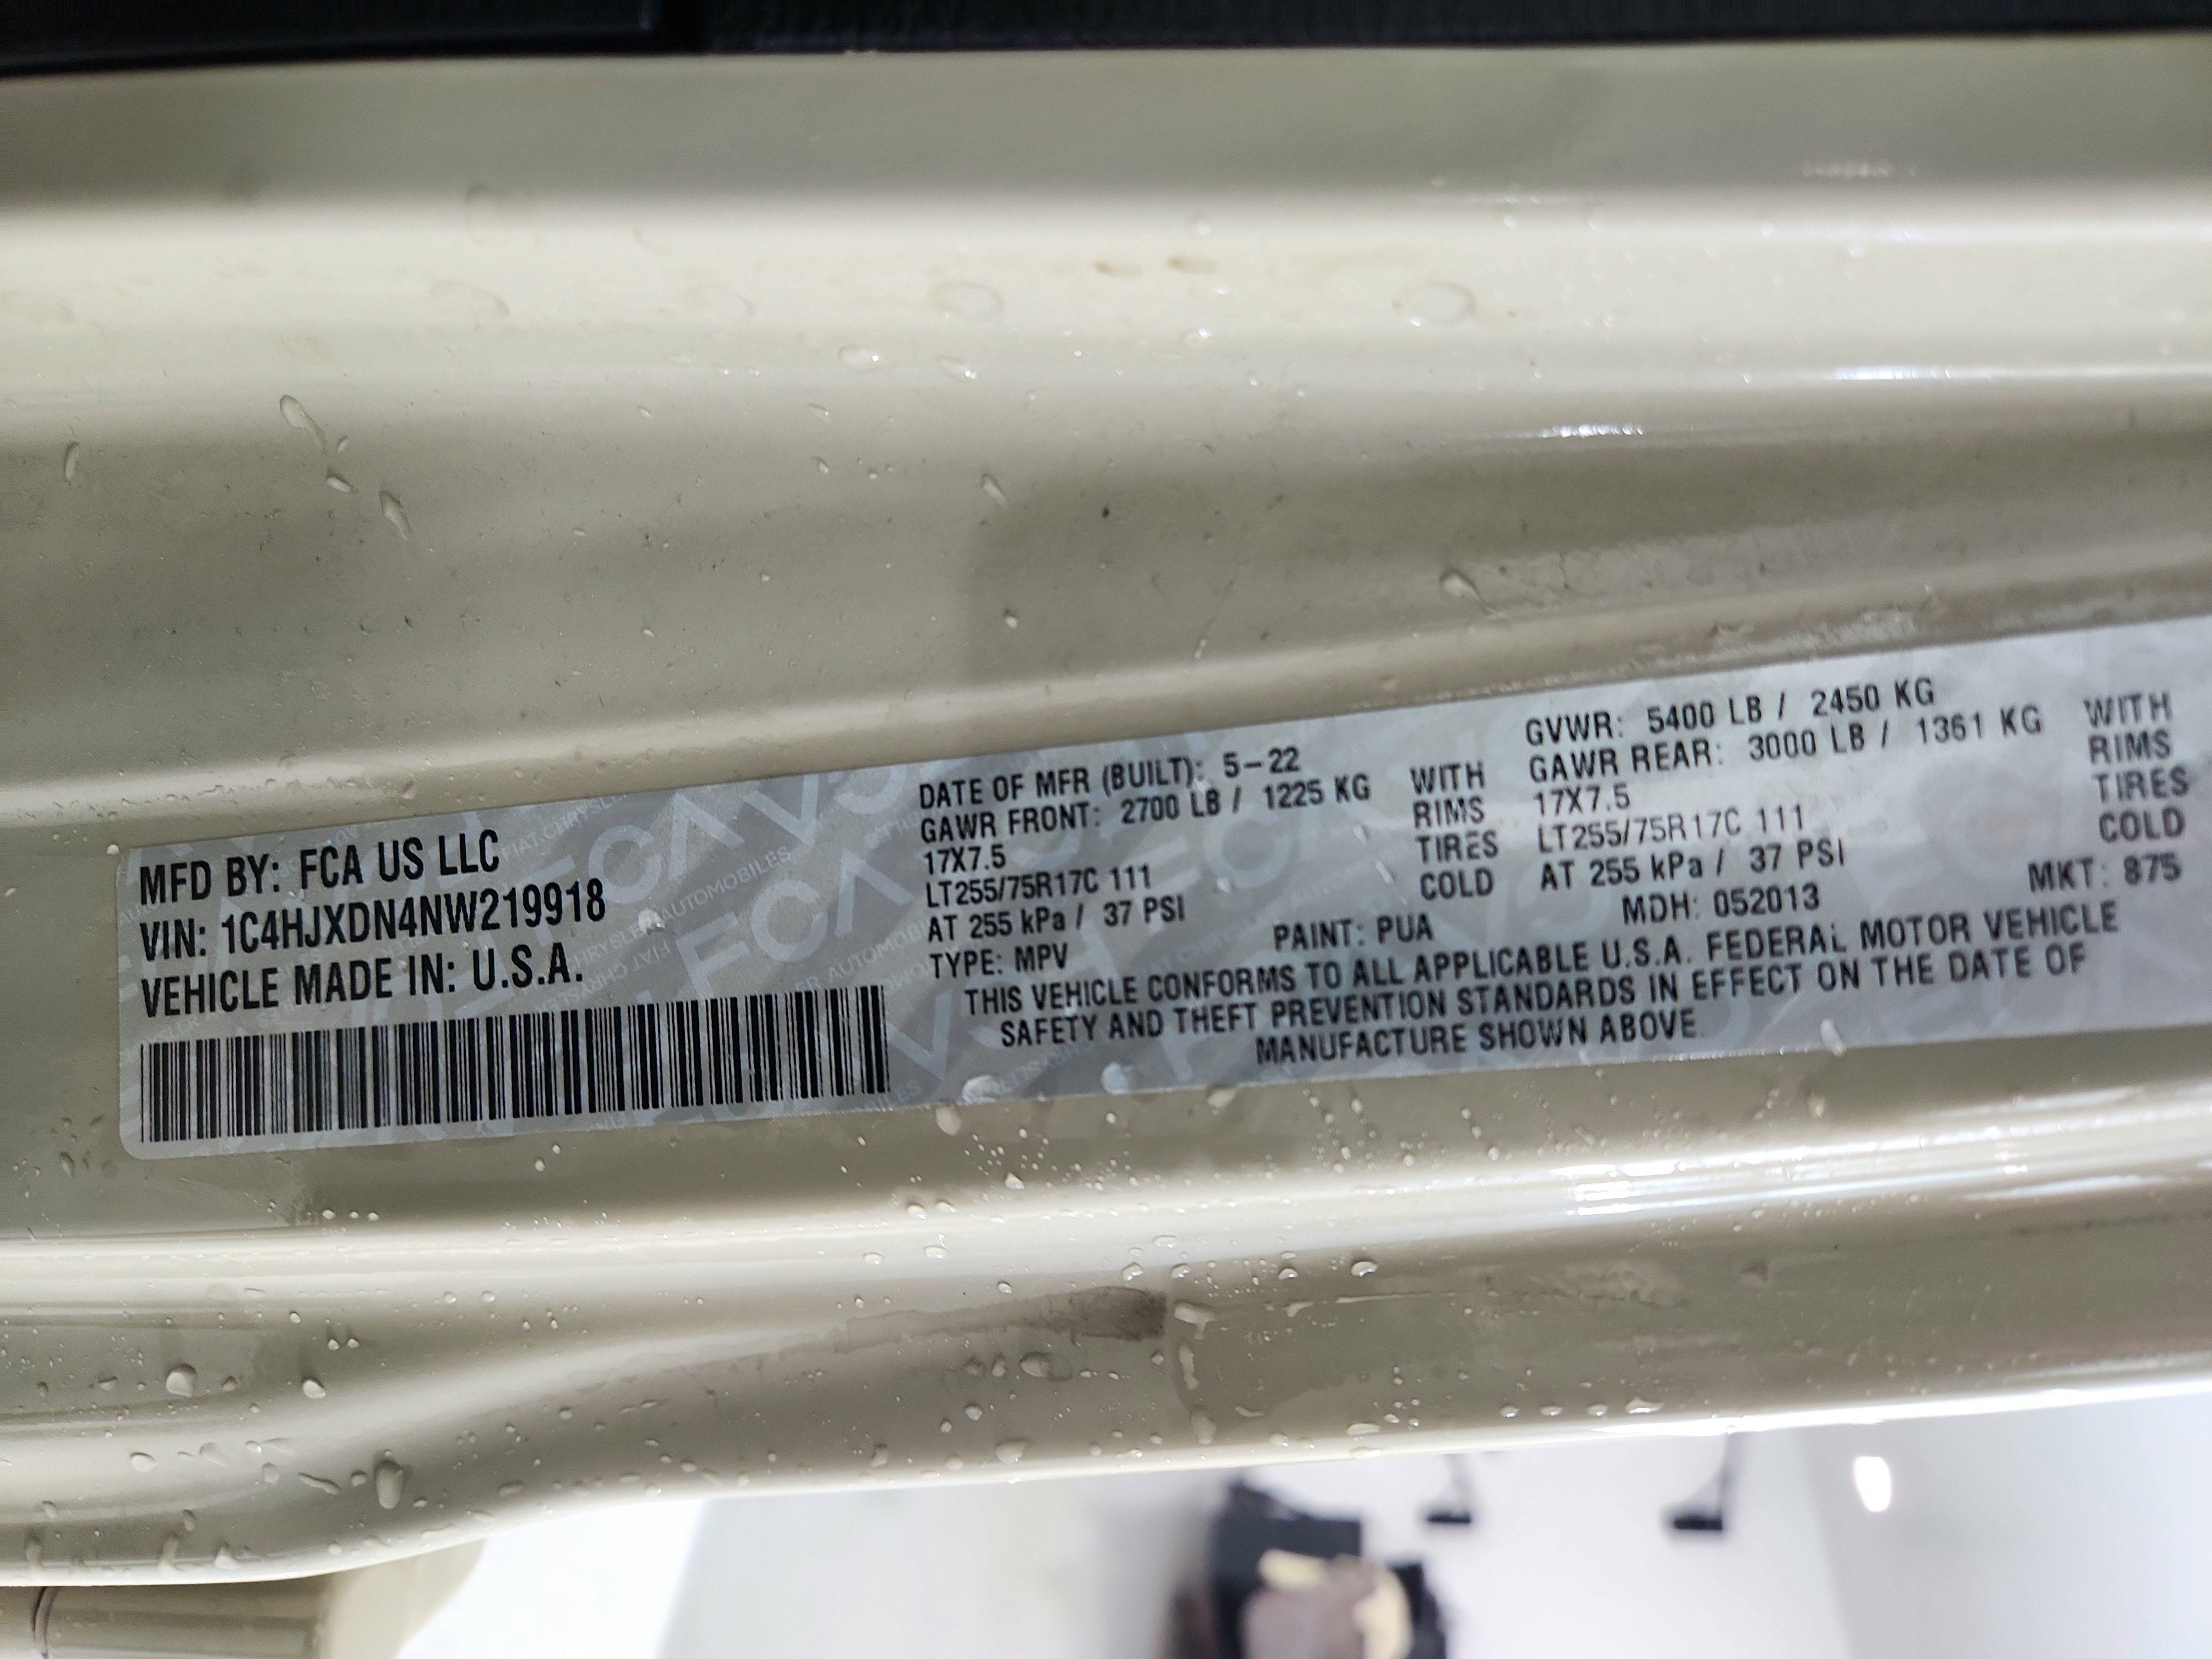 MFD BY: FCA US LLC
VIN: 1C4HJXDN4NW219918
VEHICLE MADE IN: U.S.A.
DATE OF MFR (BUILT): 5-22
GAWR FRONT: 2700 LB / 1225 KG WITH
17X7.5 RIMS
LT255/75R17C 111 TIRES
AT 255 kPa / 37 PSI COLD
TYPE: MPV PAINT: PUA
GVWR: 5400 LB / 2450 KG
GAWR REAR: 3000 LB / 1361 KG WITH
17X7.5 RIMS
LT255/75R17C 111 TIRES
AT 255 kPa / 37 PSI COLD
MDH: 052013 MKT: 875
THIS VEHICLE CONFORMS TO ALL APPLICABLE U.S.A. FEDERAL MOTOR VEHICLE
SAFETY AND THEFT PREVENTION STANDARDS IN EFFECT ON THE DATE OF
MANUFACTURE SHOWN ABOVE.